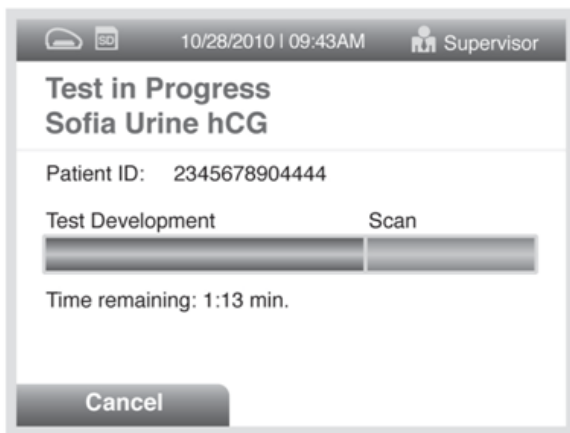 SD 10/28/2010 | 09:43AM Supervisor
Test in Progress
Sofia Urine hCG
Patient ID: 2345678904444
Test Development Scan
Time remaining: 1:13 min.
Cancel